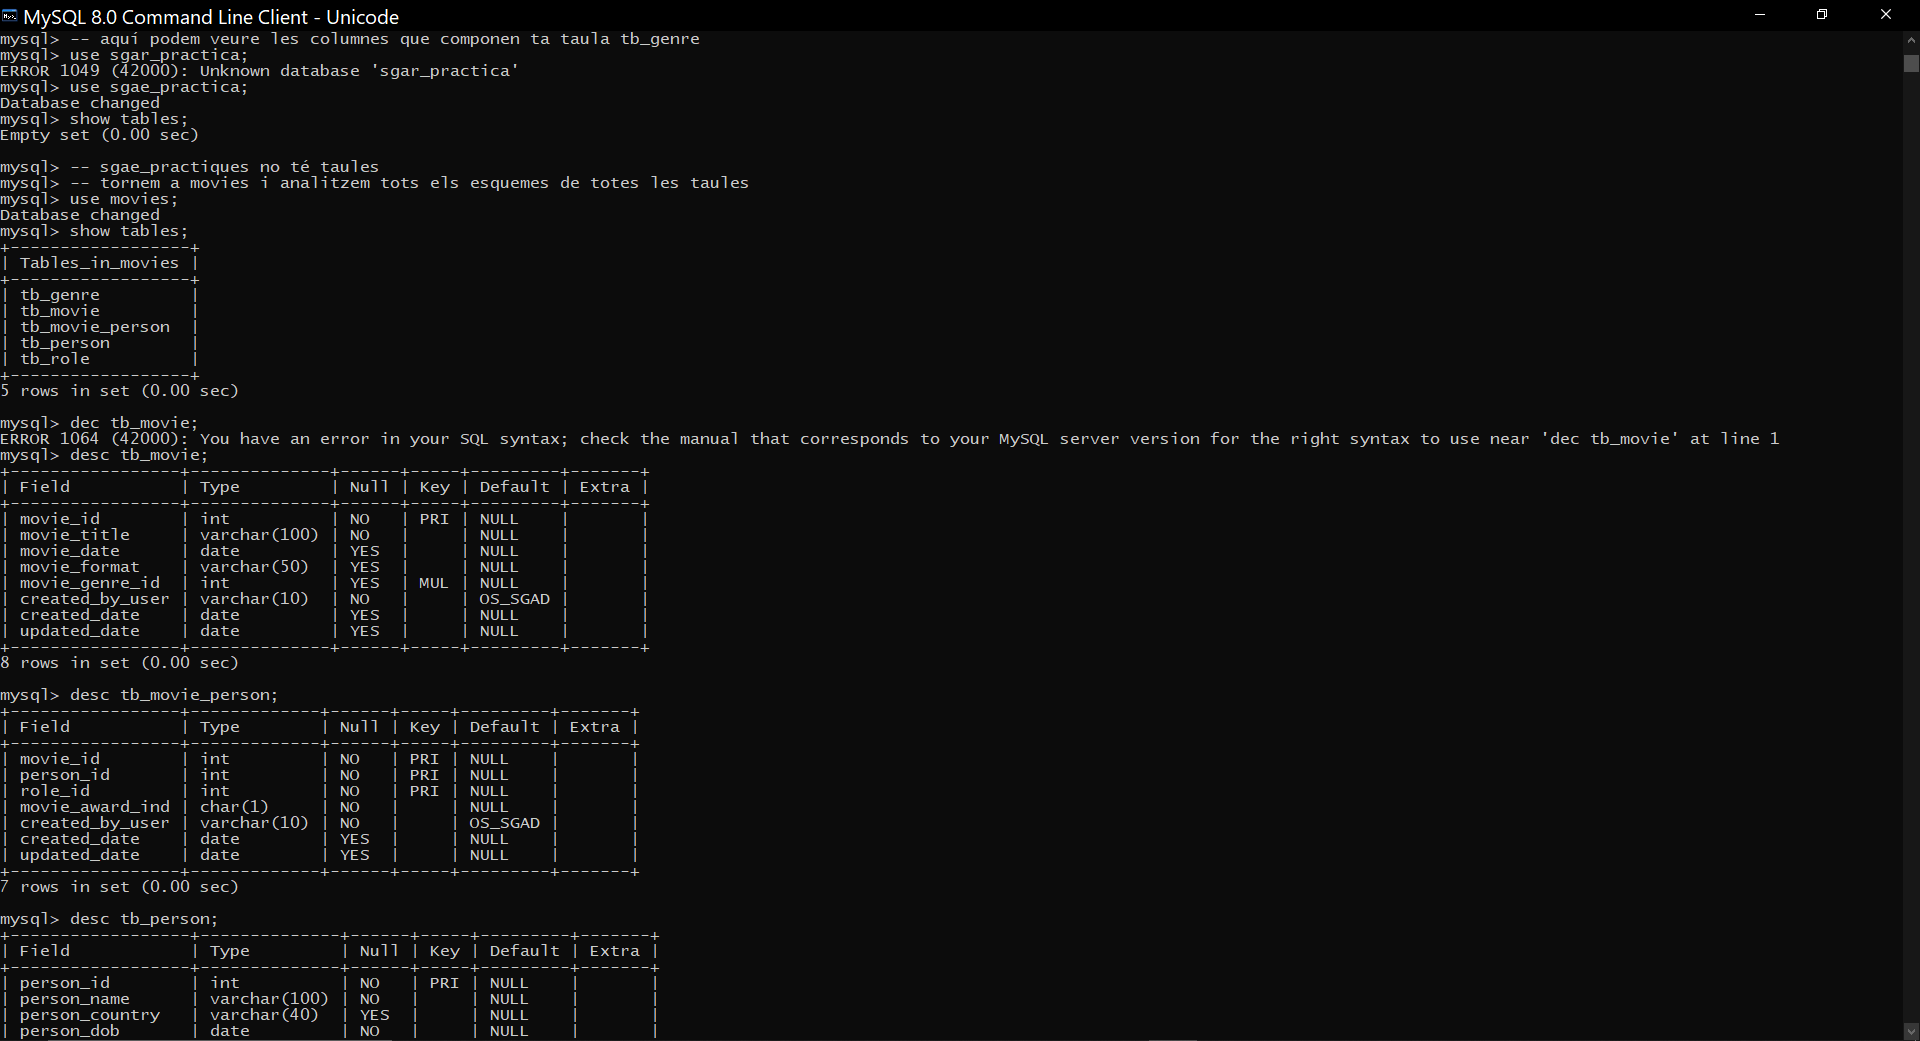 MySQL 8.0 Command Line Client - Unicode
mysql> -- aquí podem veure les columnes que componen ta taula tb_genre
mysql> use sgar_practica;
ERROR 1049 (42000): Unknown database 'sgar_practica'
mysql> use sgae_practica;
Database changed
mysql> show tables;
Empty set (0.00 sec)

mysql> -- sgae_practiques no té taules
mysql> -- tornem a movies i analitzem tots els esquemes de totes les taules
mysql> use movies;
Database changed
mysql> show tables;
+------------------+
| Tables_in_movies |
+------------------+
| tb_genre         |
| tb_movie         |
| tb_movie_person  |
| tb_person        |
| tb_role          |
+------------------+
5 rows in set (0.00 sec)

mysql> dec tb_movie;
ERROR 1064 (42000): You have an error in your SQL syntax; check the manual that corresponds to your MySQL server version for the right syntax to use near 'dec tb_movie' at line 1
mysql> desc tb_movie;
+-----------------+--------------+------+-----+---------+-------+
| Field           | Type         | Null | Key | Default | Extra |
+-----------------+--------------+------+-----+---------+-------+
| movie_id        | int          | NO   | PRI | NULL    |       |
| movie_title     | varchar(100) | NO   |     | NULL    |       |
| movie_date      | date         | YES  |     | NULL    |       |
| movie_format    | varchar(50)  | YES  |     | NULL    |       |
| movie_genre_id  | int          | YES  | MUL | NULL    |       |
| created_by_user | varchar(10)  | NO   |     | OS_SGAD |       |
| created_date    | date         | YES  |     | NULL    |       |
| updated_date    | date         | YES  |     | NULL    |       |
+-----------------+--------------+------+-----+---------+-------+
8 rows in set (0.00 sec)

mysql> desc tb_movie_person;
+-----------------+-------------+------+-----+---------+-------+
| Field           | Type        | Null | Key | Default | Extra |
+-----------------+-------------+------+-----+---------+-------+
| movie_id        | int         | NO   | PRI | NULL    |       |
| person_id       | int         | NO   | PRI | NULL    |       |
| role_id         | int         | NO   | PRI | NULL    |       |
| movie_award_ind | char(1)     | NO   |     | NULL    |       |
| created_by_user | varchar(10) | NO   |     | OS_SGAD |       |
| created_date    | date        | YES  |     | NULL    |       |
| updated_date    | date        | YES  |     | NULL    |       |
+-----------------+-------------+------+-----+---------+-------+
7 rows in set (0.00 sec)

mysql> desc tb_person;
+------------------+--------------+------+-----+---------+-------+
| Field            | Type         | Null | Key | Default | Extra |
+------------------+--------------+------+-----+---------+-------+
| person_id        | int          | NO   | PRI | NULL    |       |
| person_name      | varchar(100) | NO   |     | NULL    |       |
| person_country   | varchar(40)  | YES  |     | NULL    |       |
| person_dob       | date         | NO   |     | NULL    |       |